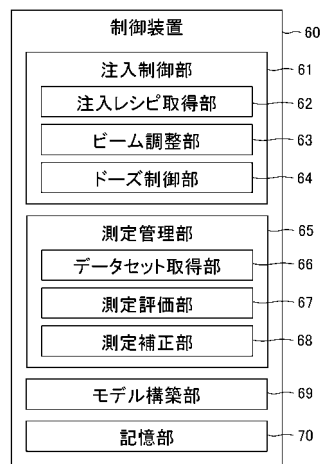 制御装置
60
注入制御部
61
注入レシピ取得部
62
ビーム調整部
63
ドーズ制御部
64
測定管理部
65
データセット取得部
66
測定評価部
67
測定補正部
68
モデル構築部
69
記憶部
70